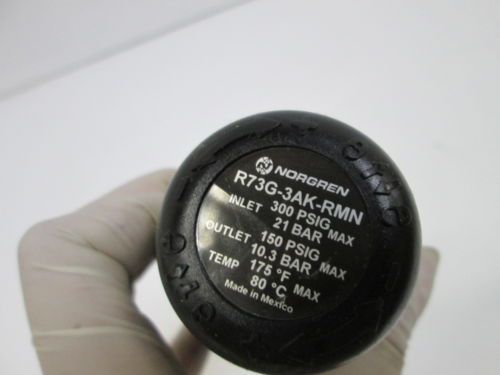 NORGREN
R73G-3AK-RMN
INLET 300 PSIG
21 BAR MAX
OUTLET 150 PSIG
10.3 BAR MAX
TEMP 175 °F
80 °C MAX
Made in Mexico